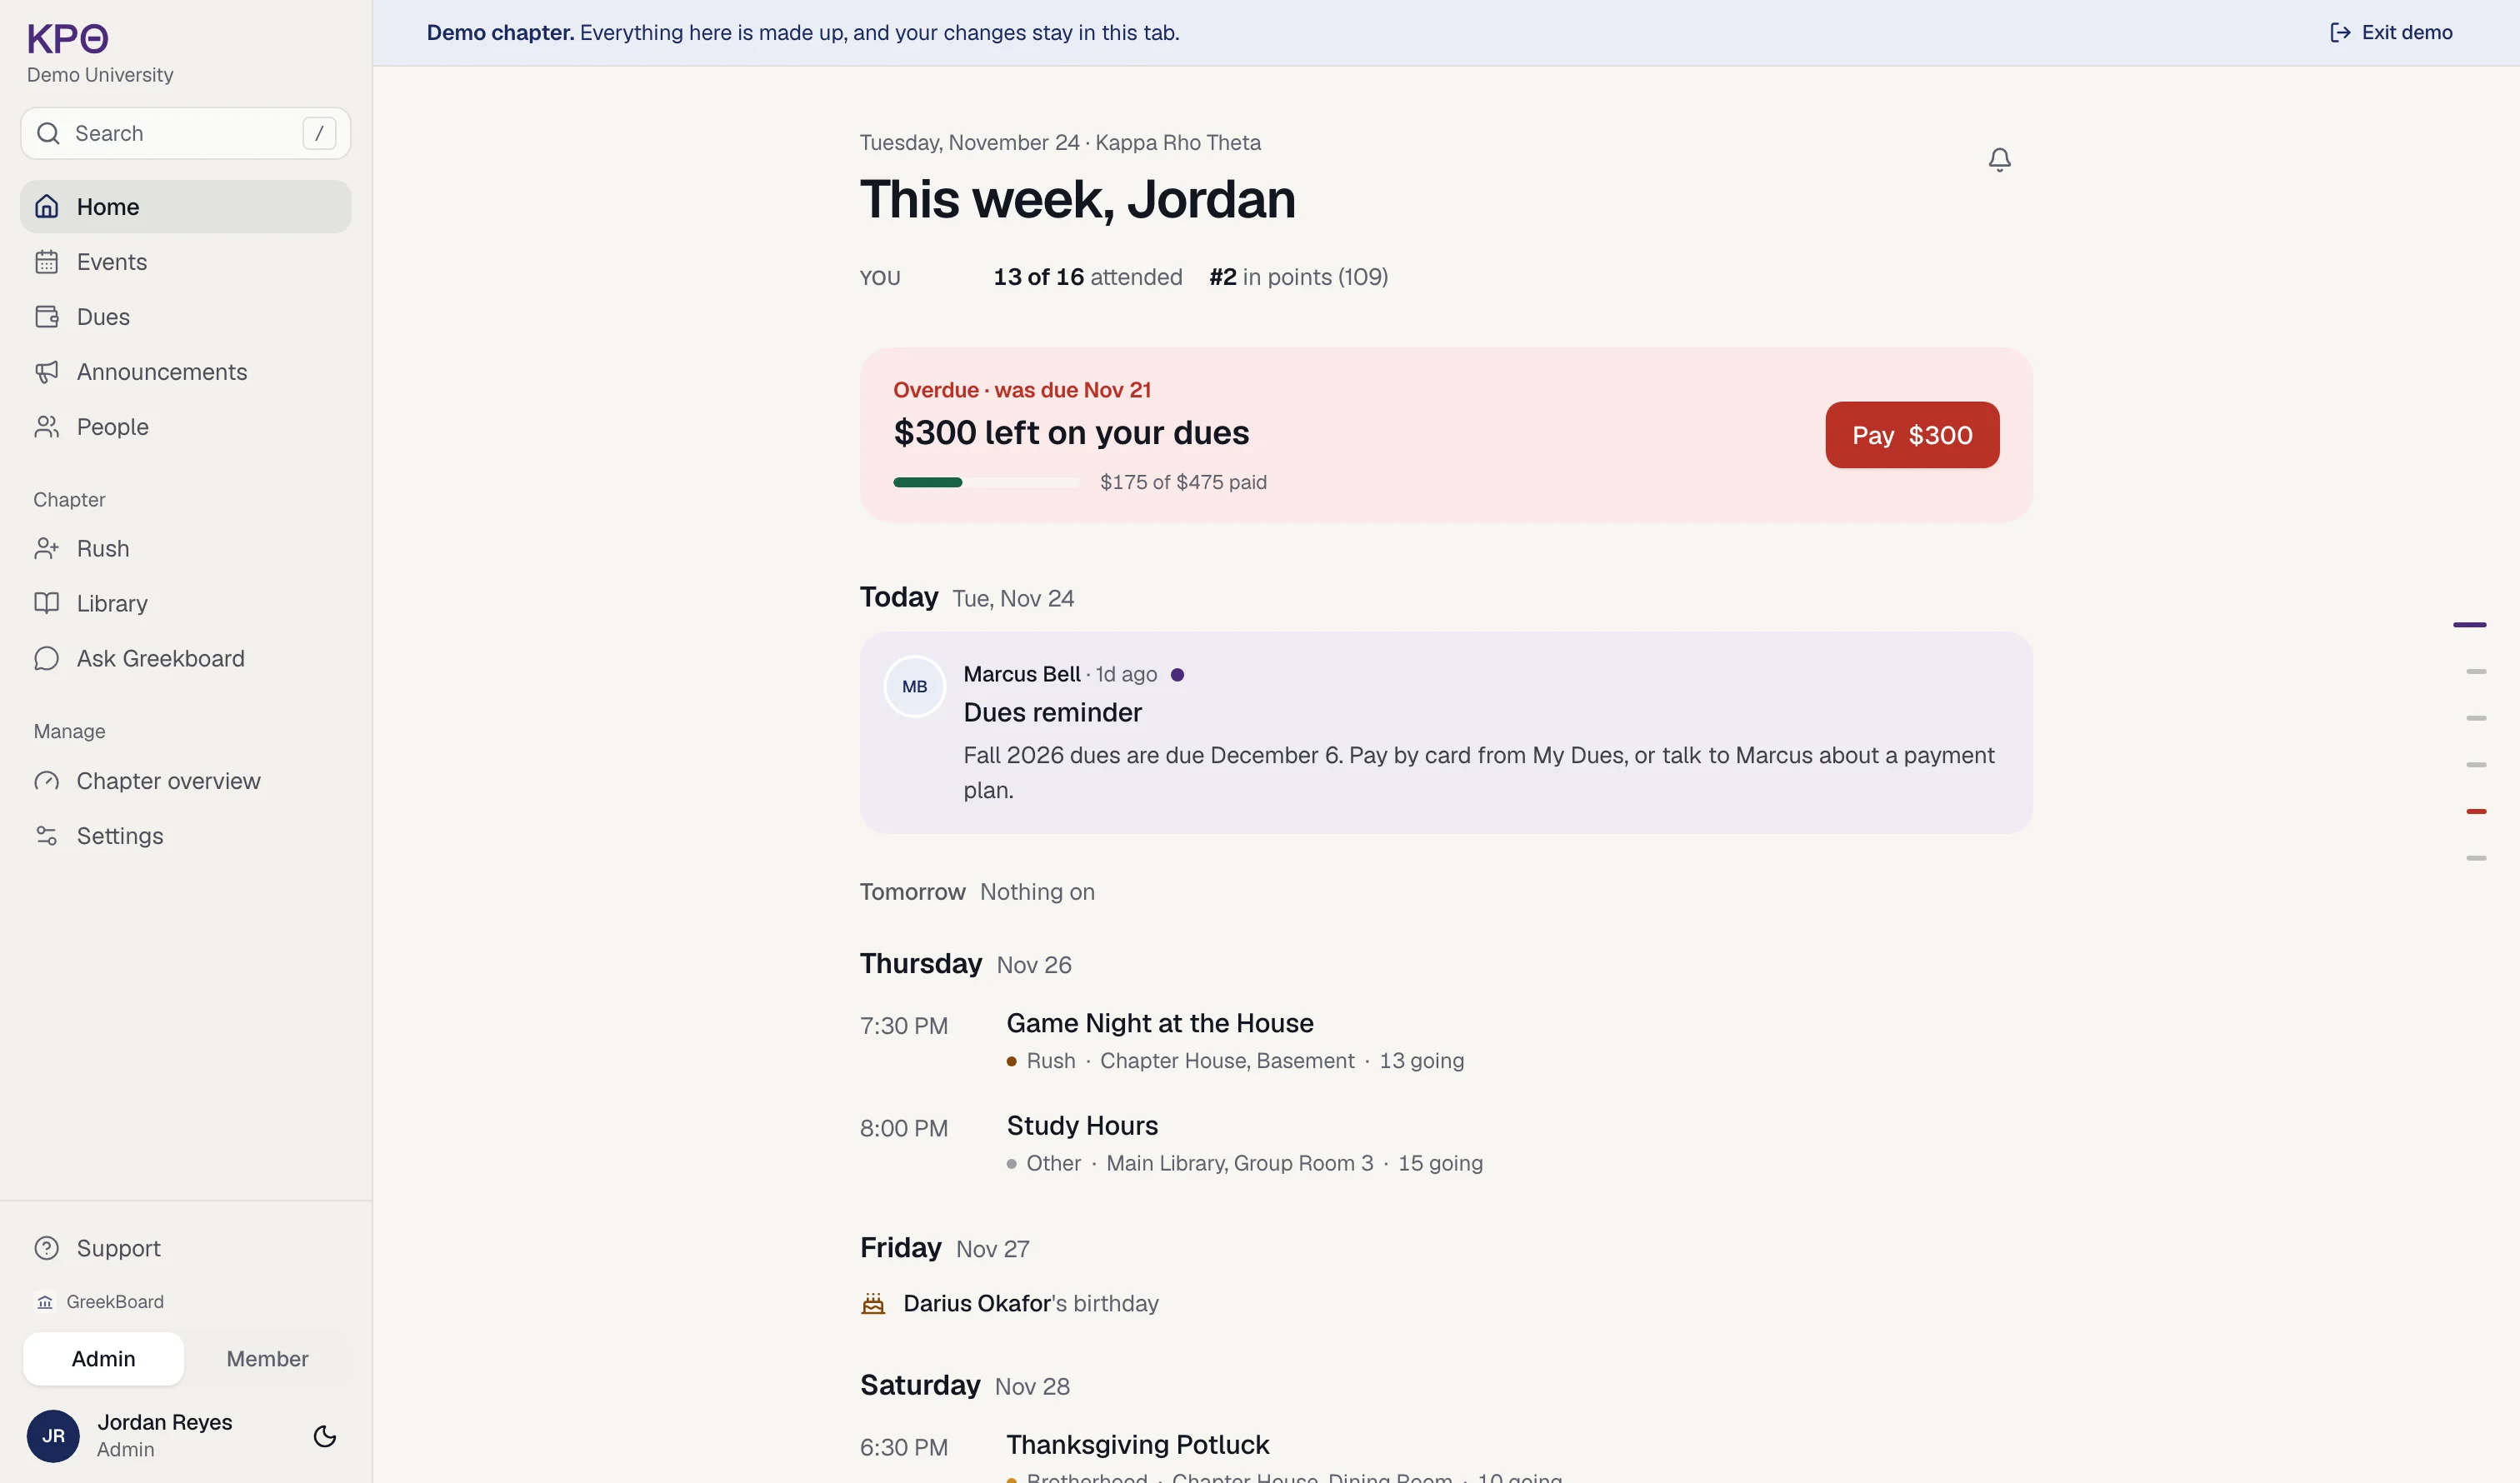 ΚΡΘ
Demo University
Search /
Home
Events
Dues
Announcements
People
Chapter
Rush
Library
Ask Greekboard
Manage
Chapter overview
Settings
Support
GreekBoard
Admin Member
JR
Jordan Reyes
Admin
Demo chapter. Everything here is made up, and your changes stay in this tab.
Exit demo
Tuesday, November 24 · Kappa Rho Theta
This week, Jordan
YOU 13 of 16 attended #2 in points (109)
Overdue · was due Nov 21
$300 left on your dues
$175 of $475 paid
Pay $300
Today Tue, Nov 24
MB
Marcus Bell · 1d ago
Dues reminder
Fall 2026 dues are due December 6. Pay by card from My Dues, or talk to Marcus about a payment
plan.
Tomorrow Nothing on
Thursday Nov 26
7:30 PM Game Night at the House
Rush · Chapter House, Basement · 13 going
8:00 PM Study Hours
Other · Main Library, Group Room 3 · 15 going
Friday Nov 27
Darius Okafor's birthday
Saturday Nov 28
6:30 PM Thanksgiving Potluck
Brotherhood · Chapter House, Dining Room · 10 going